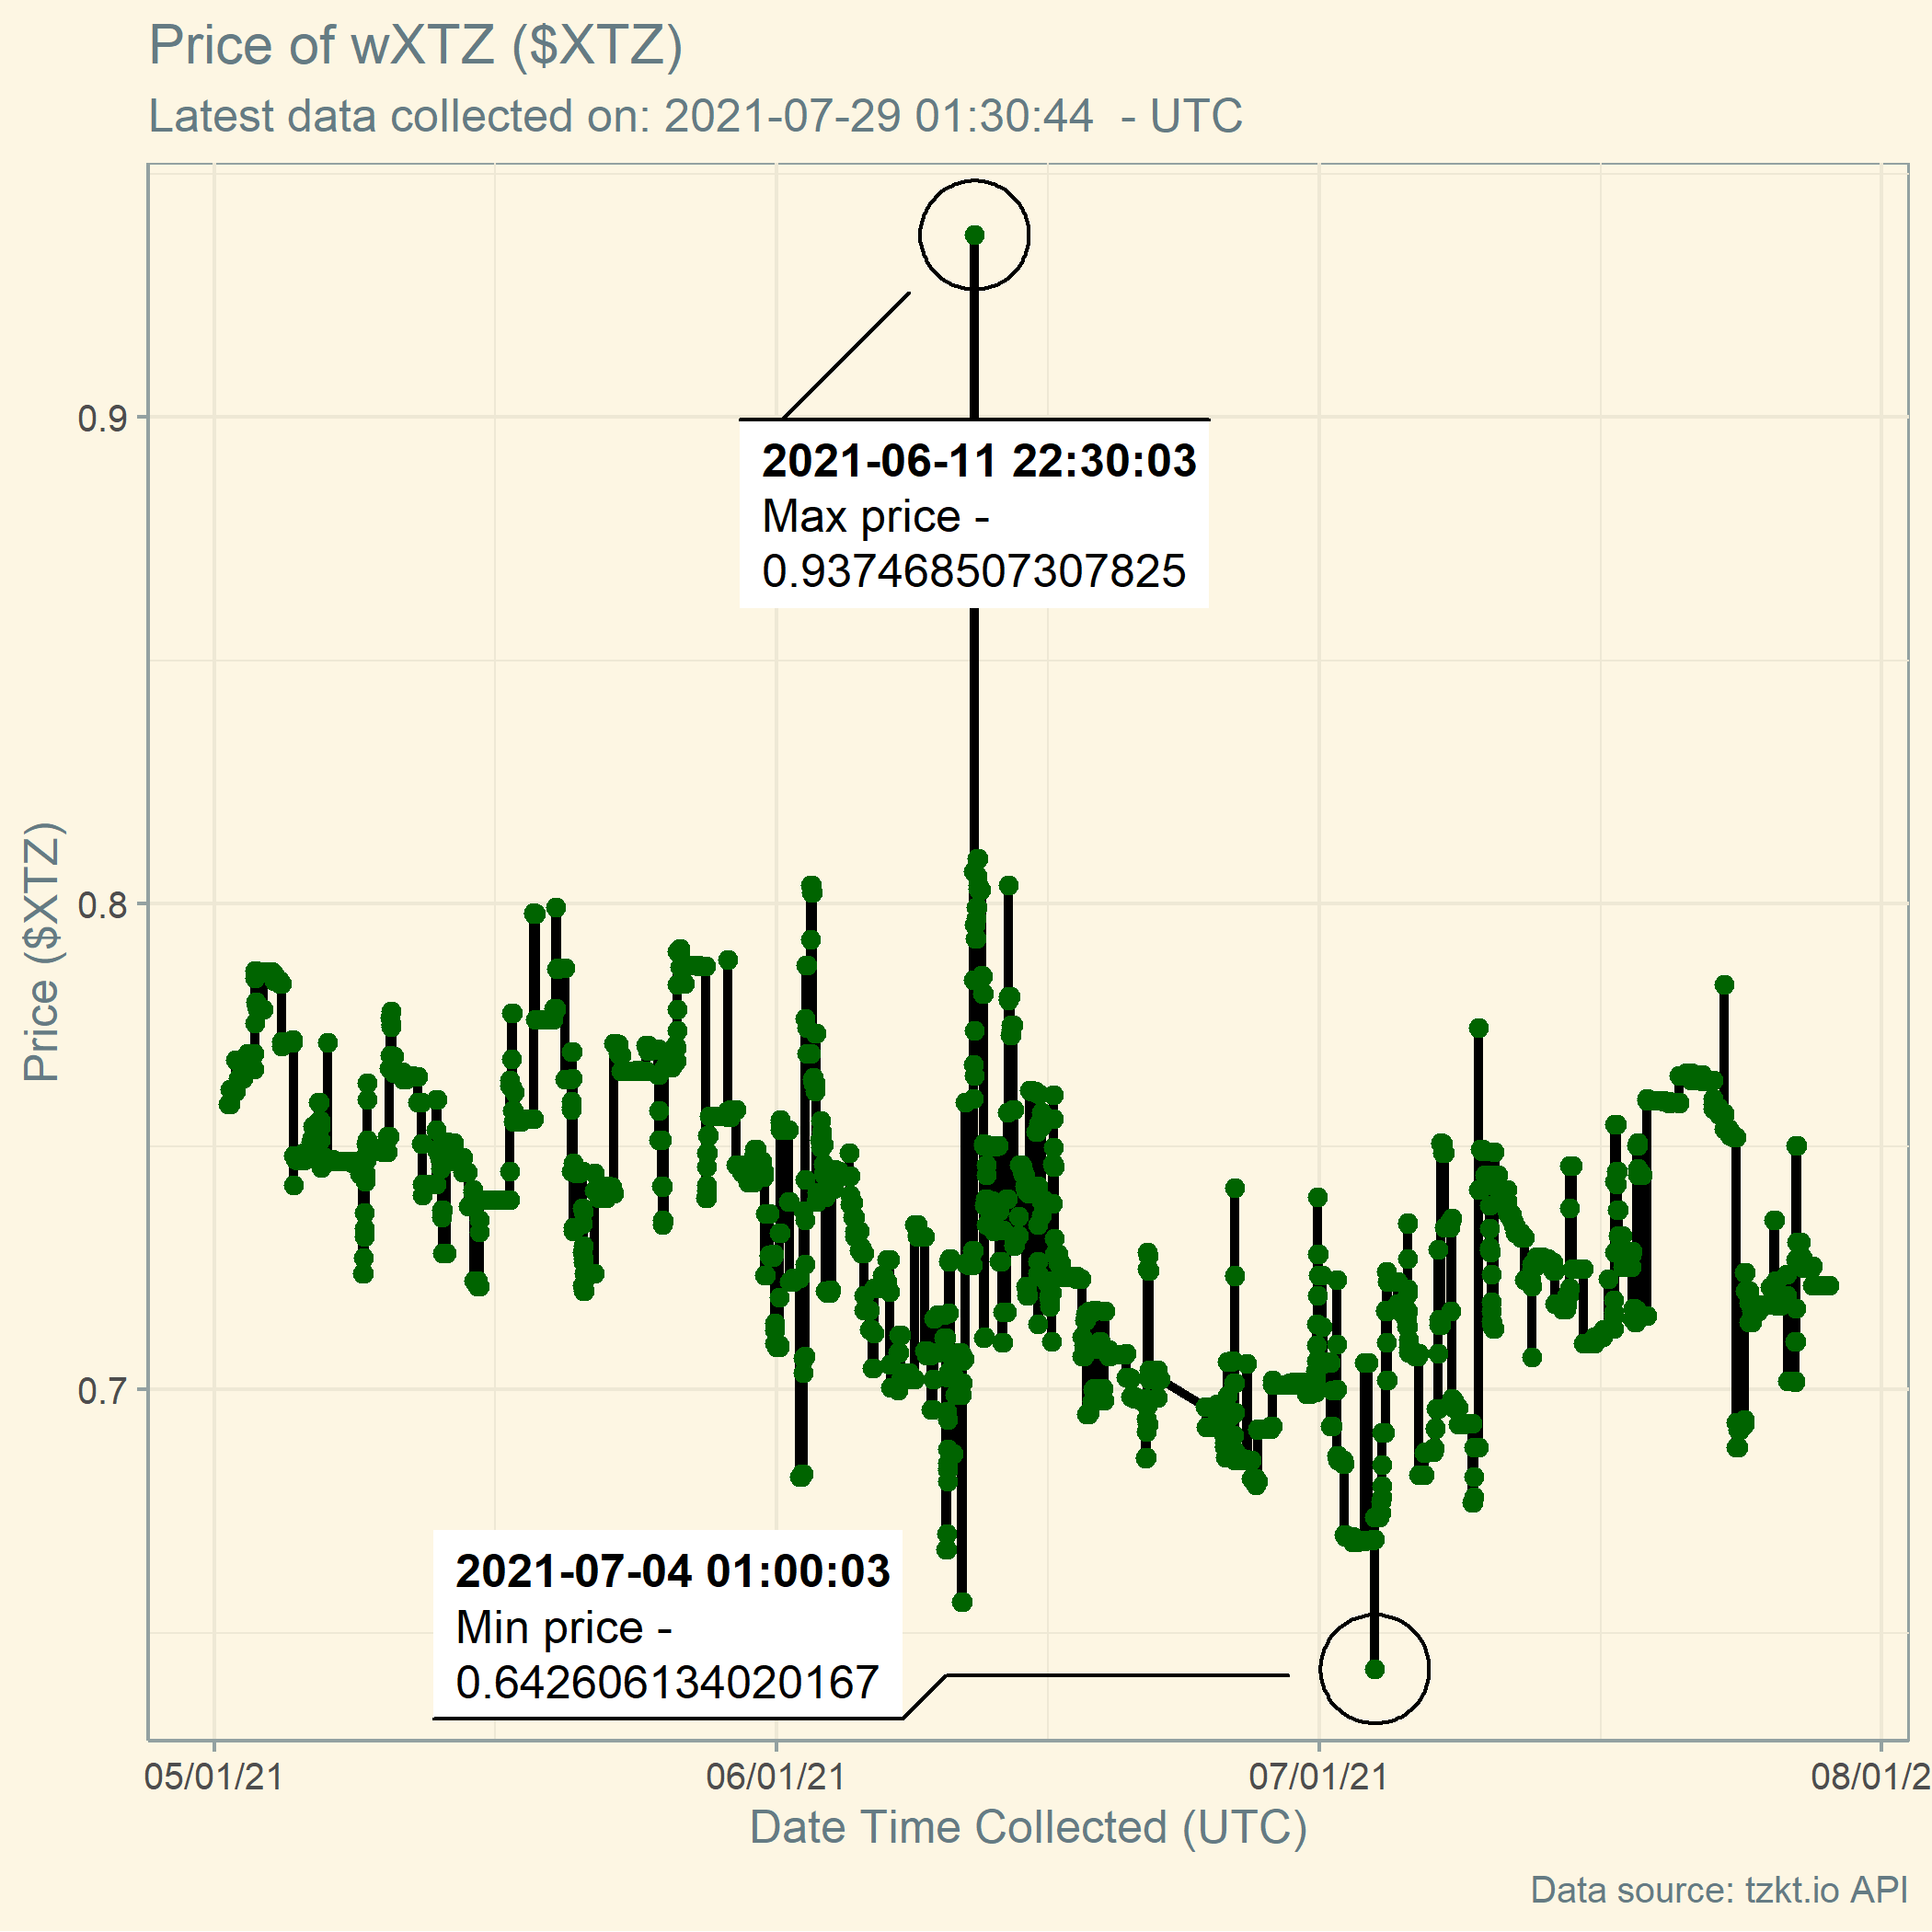 Price of wXTZ ($XTZ)
Latest data collected on: 2021-07-29 01:30:44  - UTC
Price ($XTZ)
0.9
0.8
0.7
2021-06-11 22:30:03
Max price -
0.937468507307825
2021-07-04 01:00:03
Min price -
0.642606134020167
05/01/21
06/01/21
07/01/21
08/01/2
Date Time Collected (UTC)
Data source: tzkt.io API